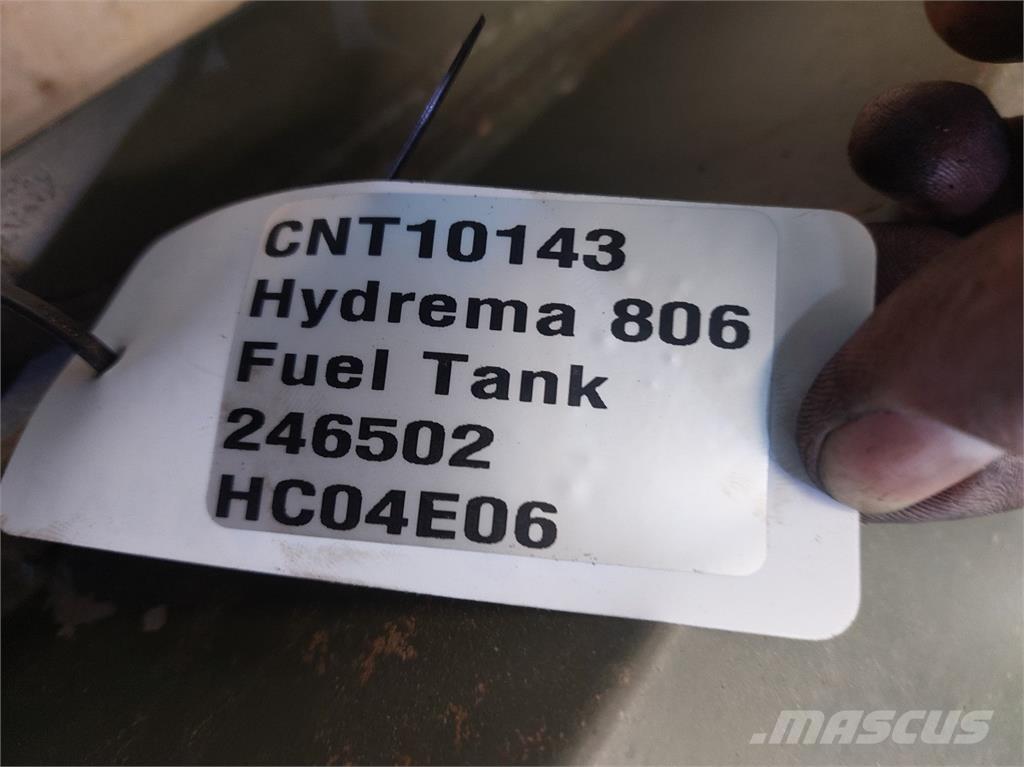 CNT10143
Hydrema 806
Fuel Tank
246502
HC04E06
MASCUS